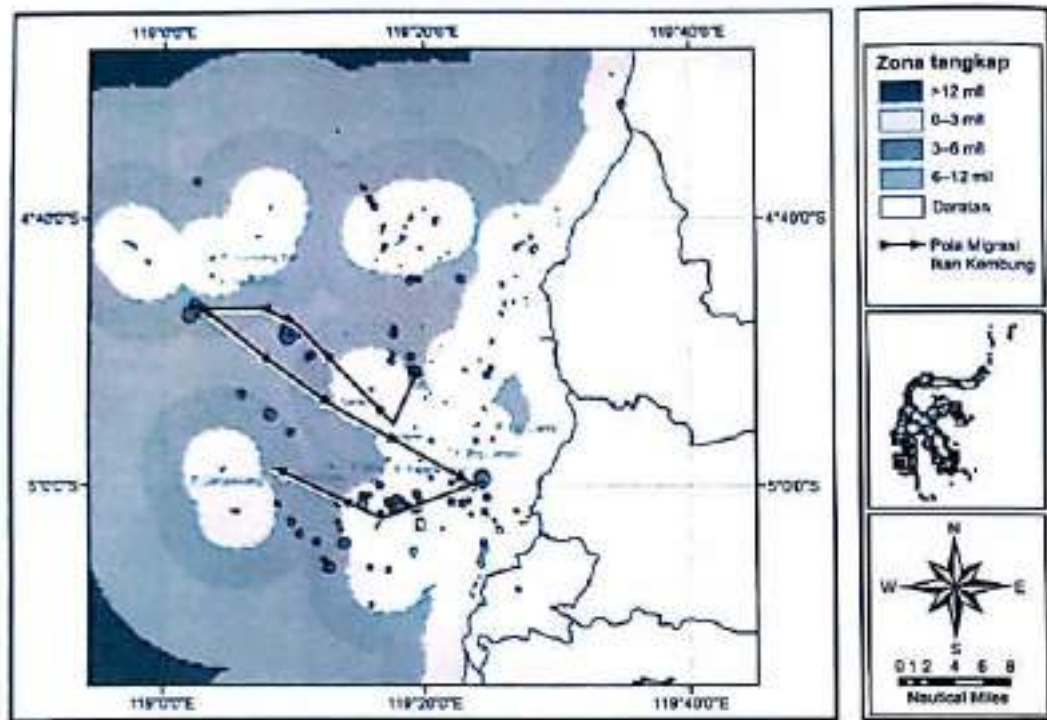 119°0'0"E
119°20'0"E
119°40'0"E
4°40'0"S
4°40'0"S
5°0'0"S
5°0'0"S
119°0'0"E
119°20'0"E
119°40'0"E
Zona tangkap
>12 mil
0–3 mil
3–6 mil
6–12 mil
Daratan
Pola Migrasi
Ikan Kembung
N
W
E
S
0 1 2 4 6 8
Nautical Miles